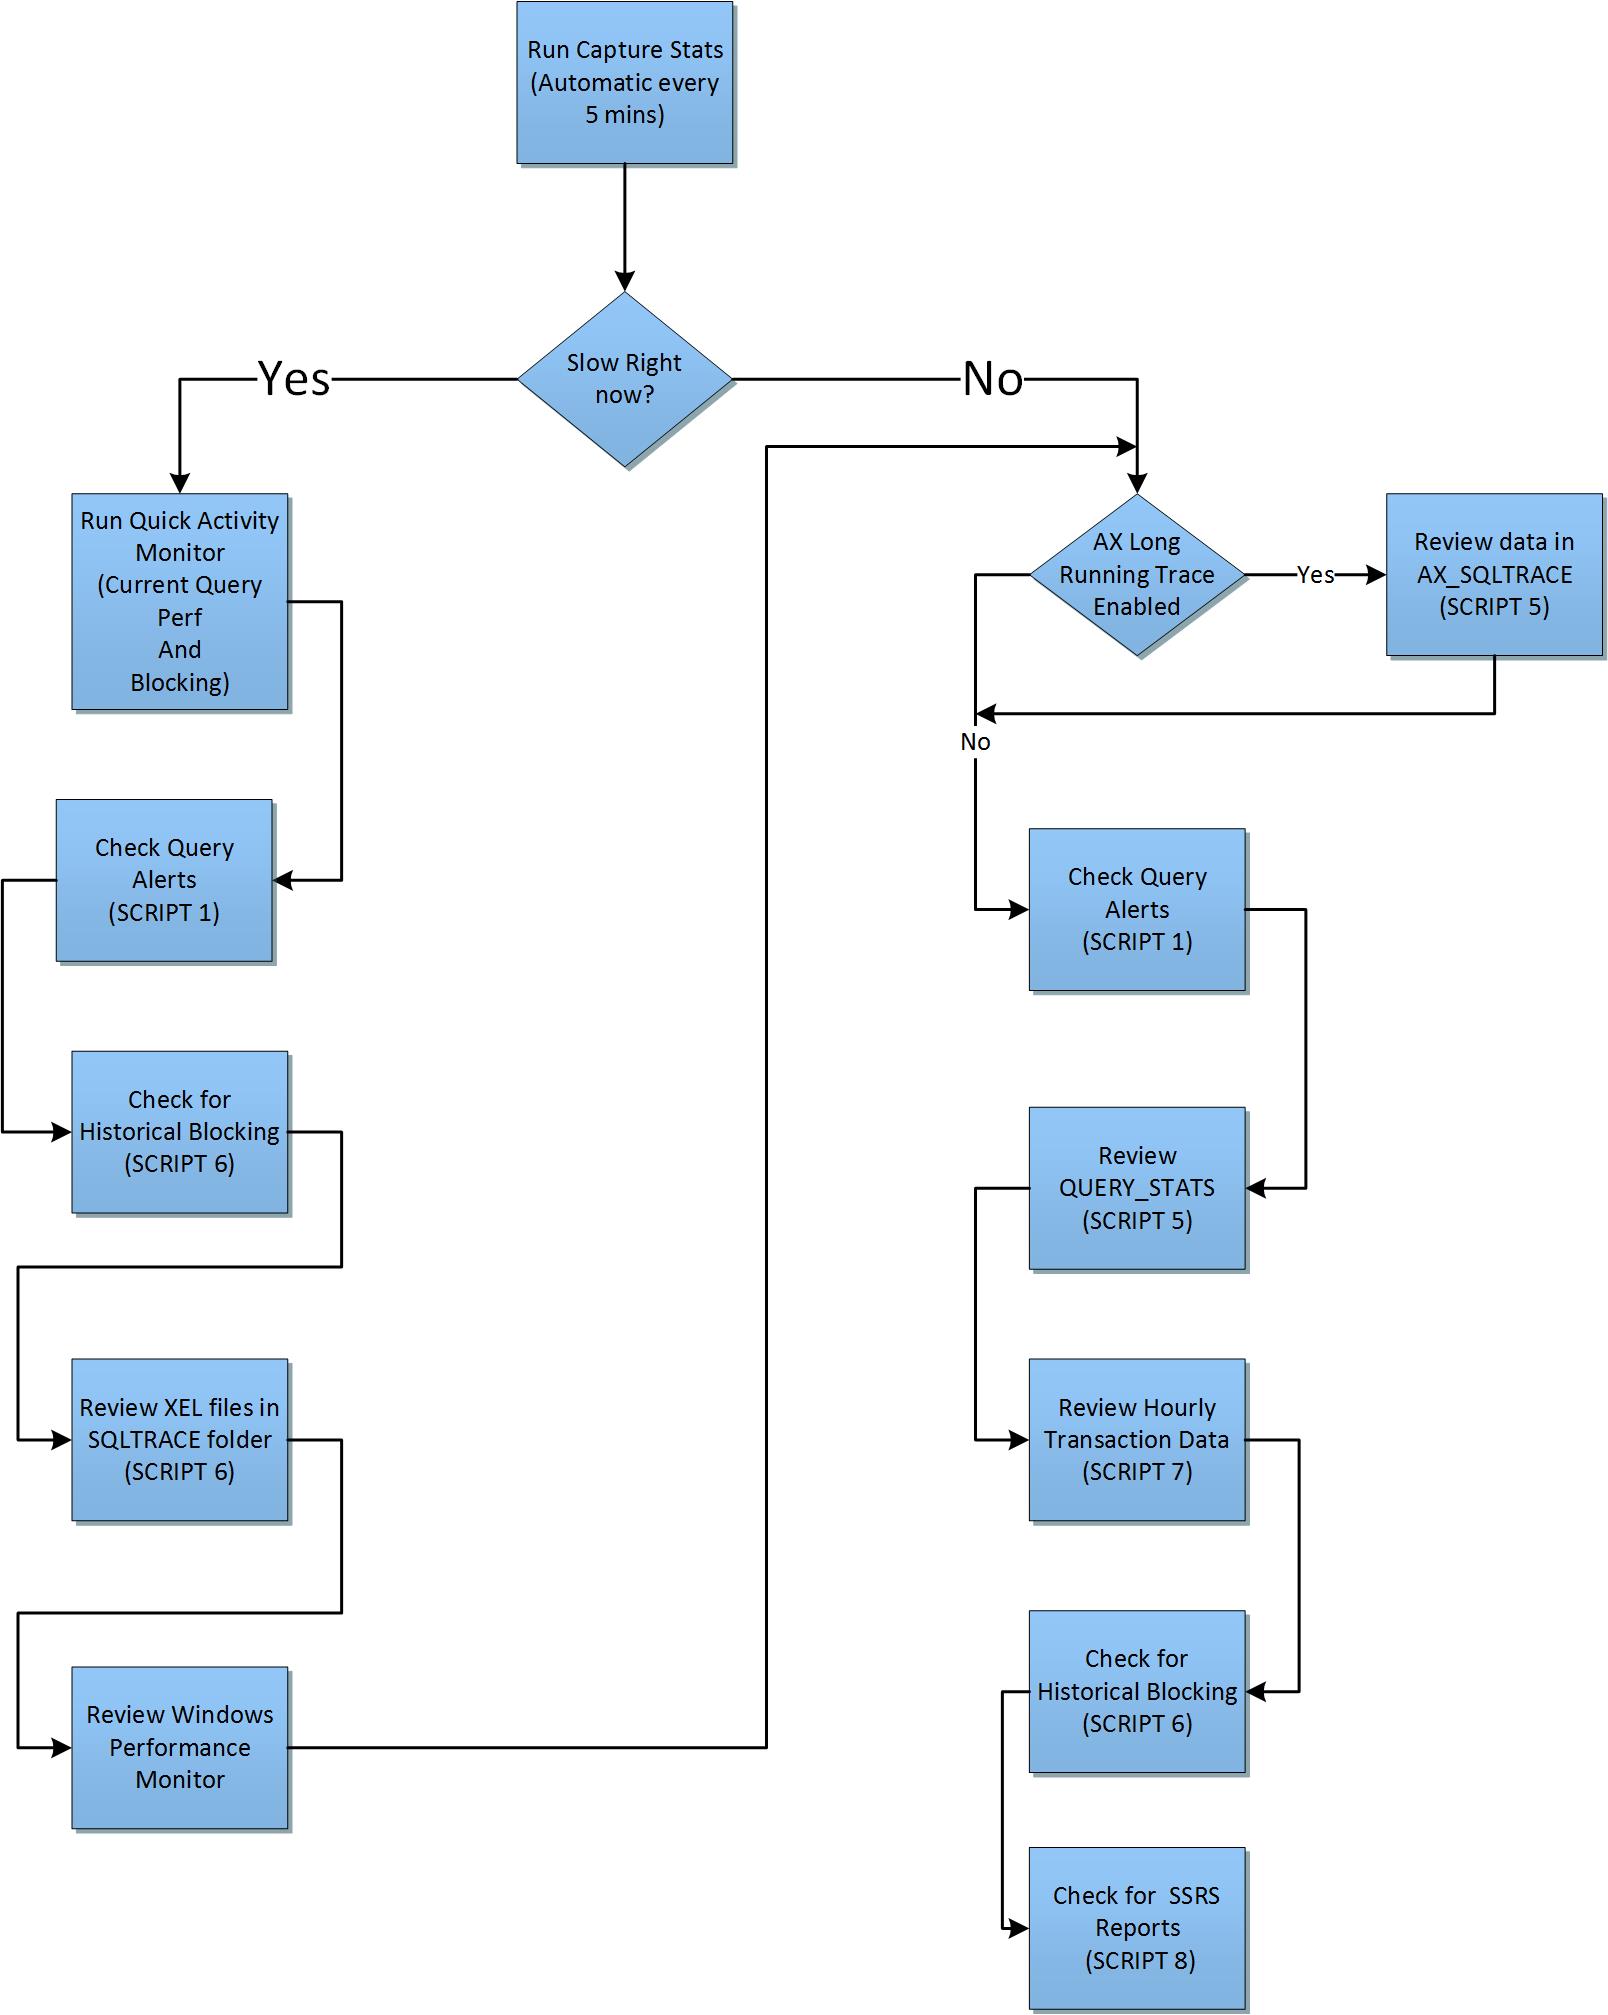 Run Capture Stats
(Automatic every
5 mins)
Slow Right
now?
Yes
No
Run Quick Activity
Monitor
(Current Query
Perf
And
Blocking)
Check Query
Alerts
(SCRIPT 1)
Check for
Historical Blocking
(SCRIPT 6)
Review XEL files in
SQLTRACE folder
(SCRIPT 6)
Review Windows
Performance
Monitor
AX Long
Running Trace
Enabled
Yes
Review data in
AX_SQLTRACE
(SCRIPT 5)
No
Check Query
Alerts
(SCRIPT 1)
Review
QUERY_STATS
(SCRIPT 5)
Review Hourly
Transaction Data
(SCRIPT 7)
Check for
Historical Blocking
(SCRIPT 6)
Check for  SSRS
Reports
(SCRIPT 8)